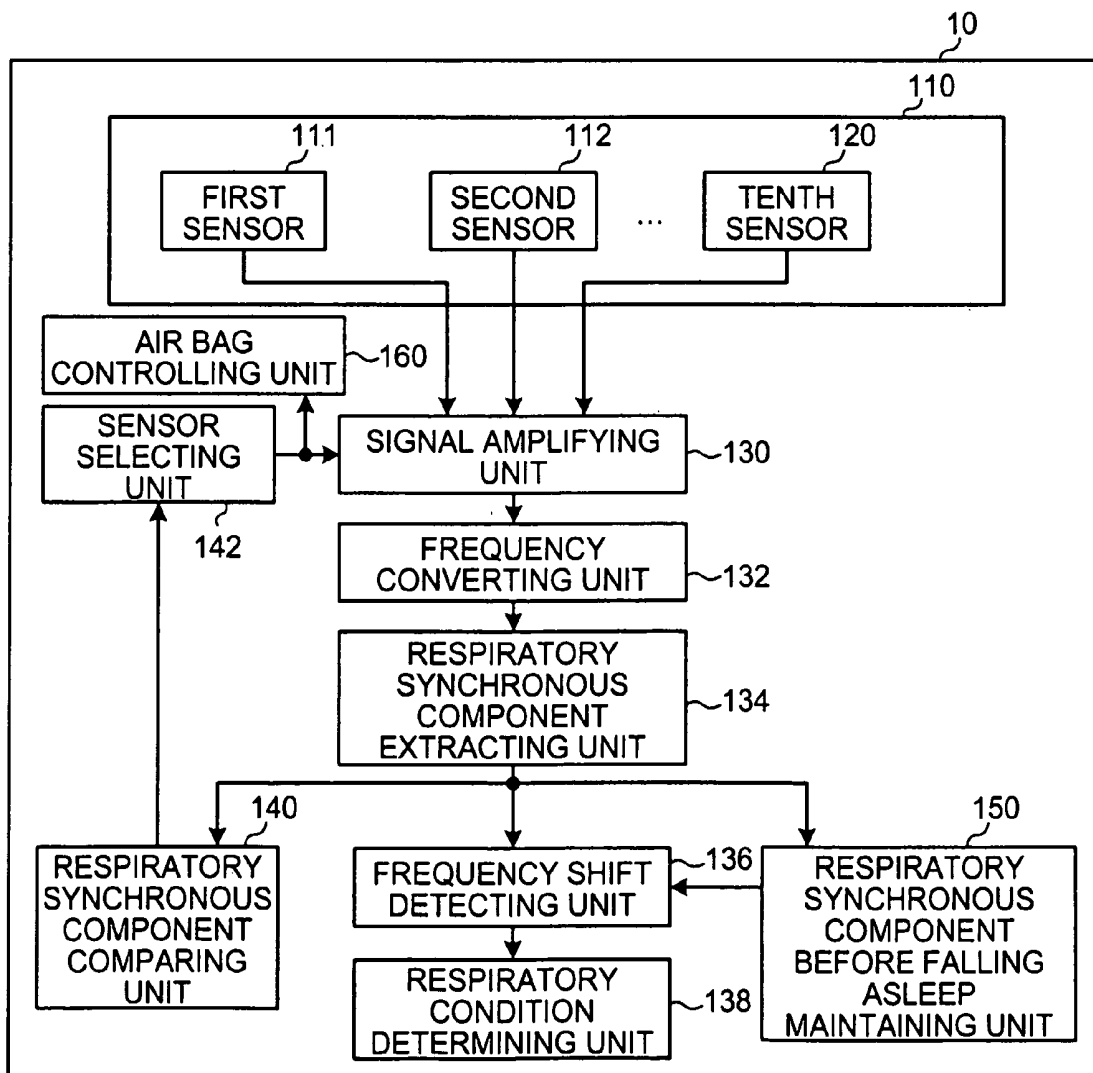 10
110
111
112
120
FIRST
SENSOR
SECOND
SENSOR
...
TENTH
SENSOR
AIR BAG
CONTROLLING UNIT
160
SENSOR
SELECTING
UNIT
142
SIGNAL AMPLIFYING
UNIT
130
FREQUENCY
CONVERTING UNIT
132
RESPIRATORY
SYNCHRONOUS
COMPONENT
EXTRACTING UNIT
134
140
RESPIRATORY
SYNCHRONOUS
COMPONENT
COMPARING
UNIT
FREQUENCY SHIFT
DETECTING UNIT
136
RESPIRATORY
CONDITION
DETERMINING UNIT
138
150
RESPIRATORY
SYNCHRONOUS
COMPONENT
BEFORE FALLING
ASLEEP
MAINTAINING UNIT